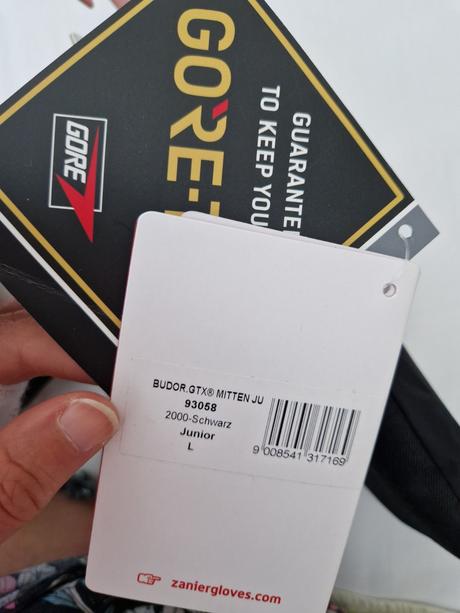 GORE-T
GUARANTE
TO KEEP YOU
GORE
BUDOR.GTX® MITTEN JU
93058
2000-Schwarz
Junior
L
9 008541 317169
zaniergloves.com